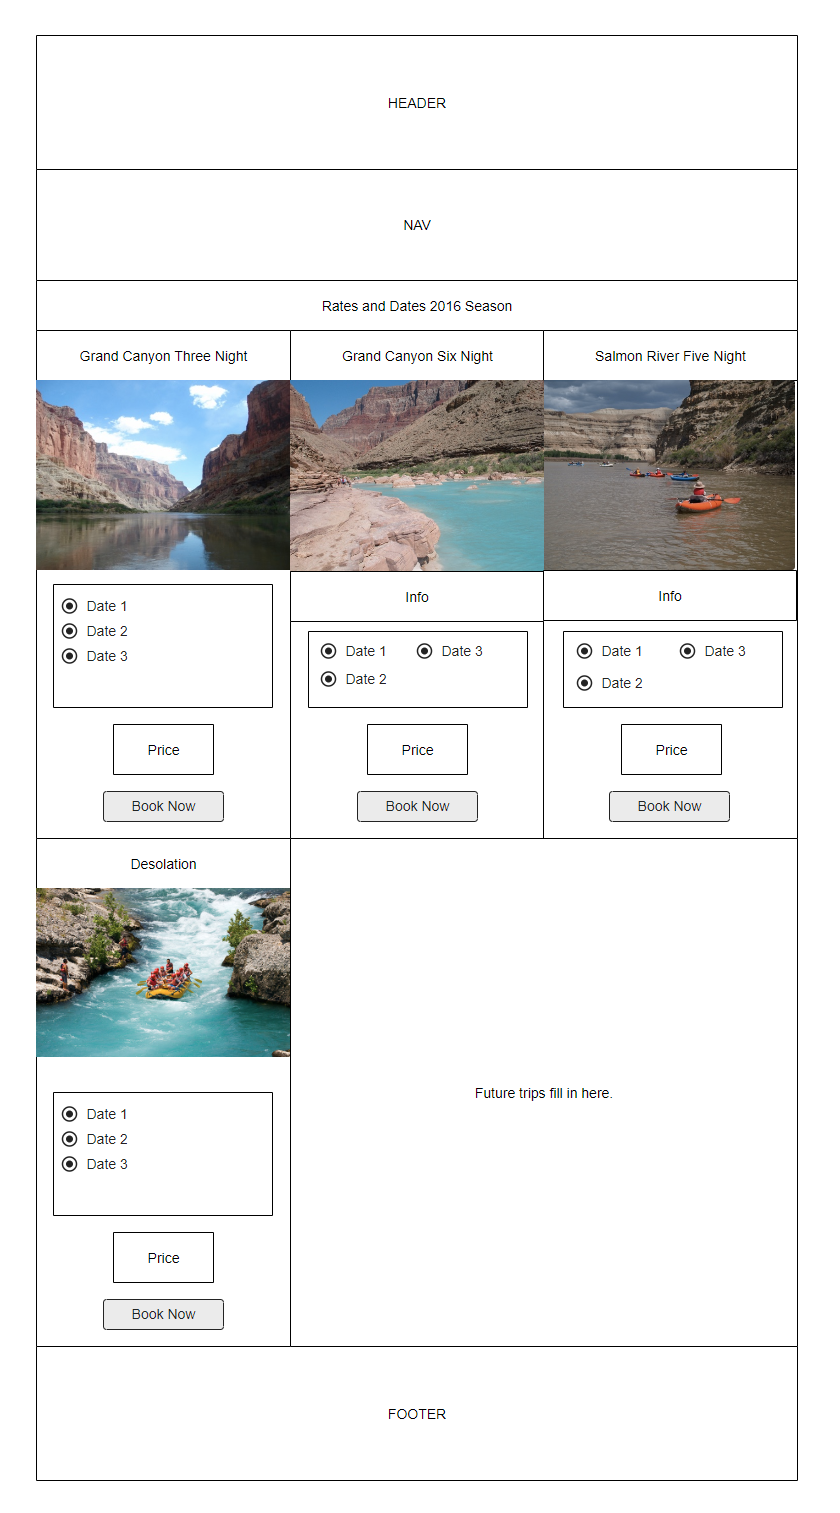 HEADER
NAV
Rates and Dates 2016 Season
Grand Canyon Three Night
Grand Canyon Six Night
Salmon River Five Night
Date 1
Date 2
Date 3
Price
Book Now
Info
Date 1 Date 3
Date 2
Price
Book Now
Info
Date 1 Date 3
Date 2
Price
Book Now
Desolation
Date 1
Date 2
Date 3
Price
Book Now
Future trips fill in here.
FOOTER